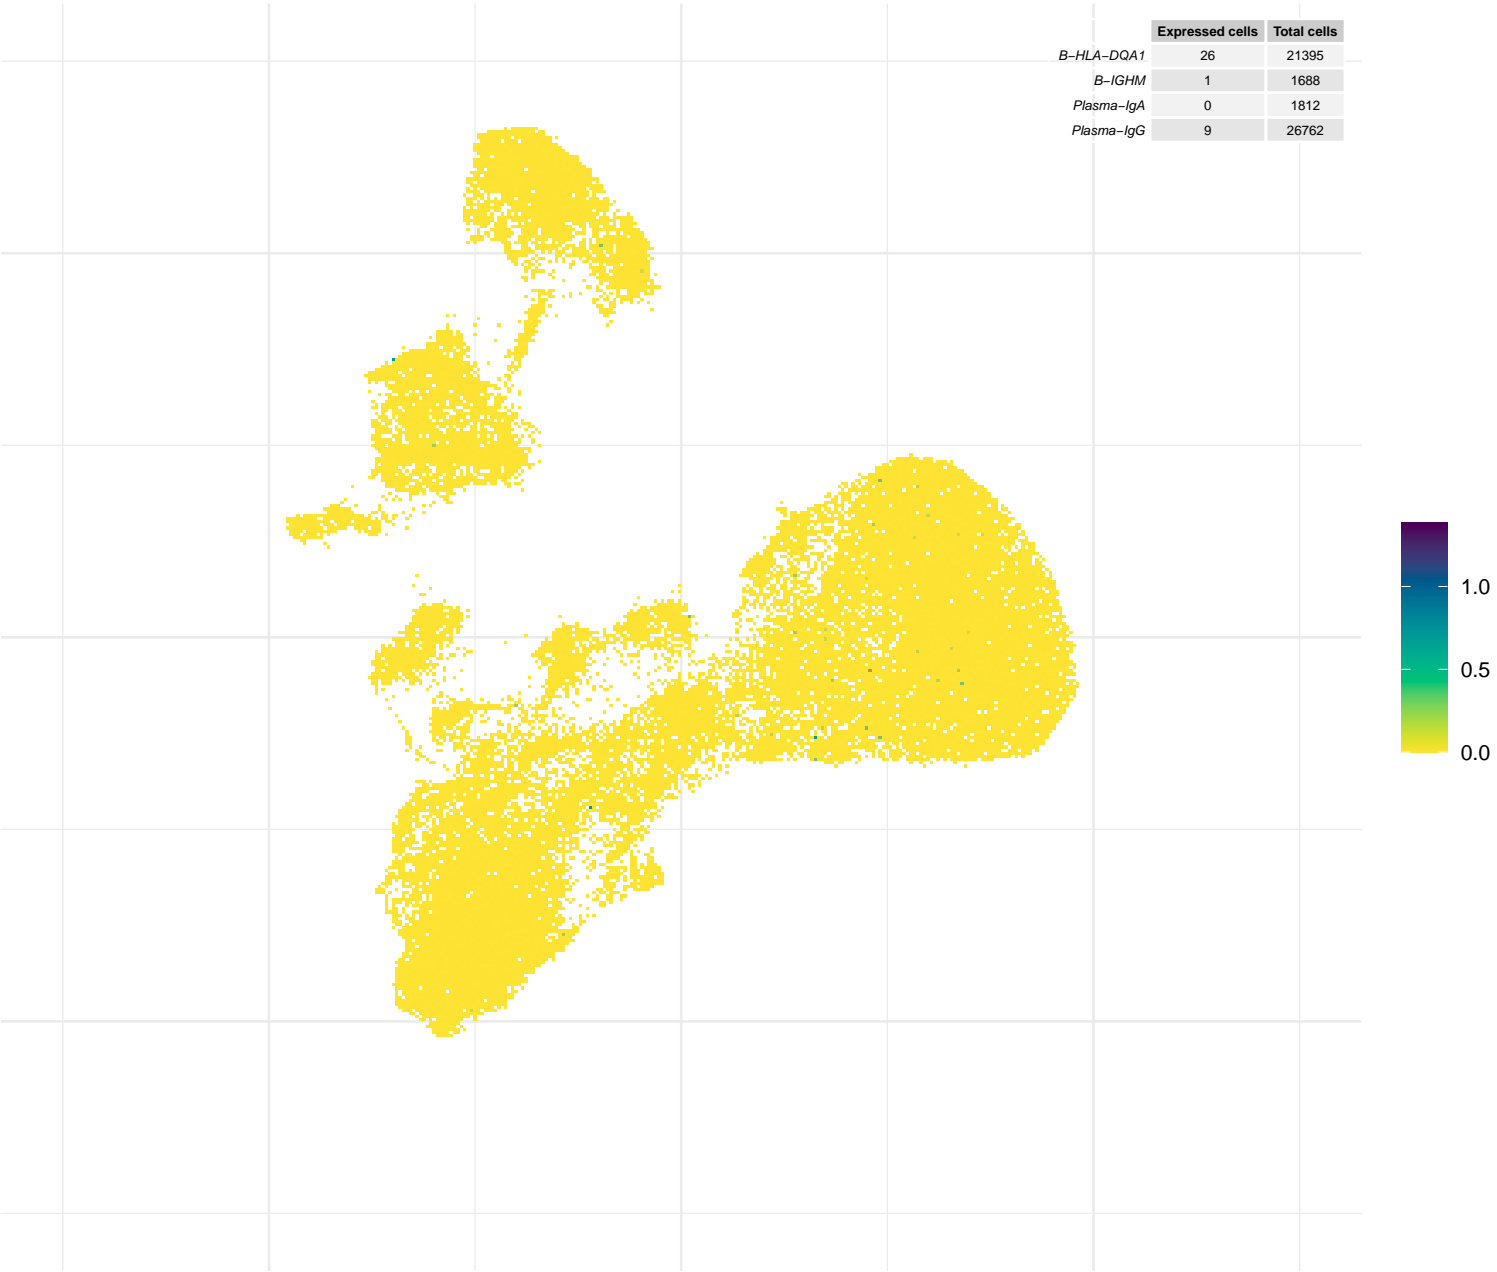 Expressed cells Total cells
B−HLA−DQA1 26 21395
B−IGHM 1 1688
Plasma−IgA 0 1812
Plasma−IgG 9 26762
1.0
0.5
0.0